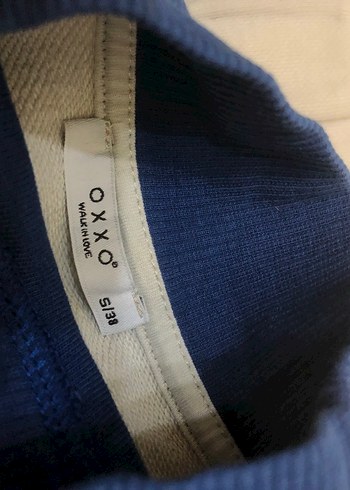 OXXO®
WALK IN LOVE.
S/38